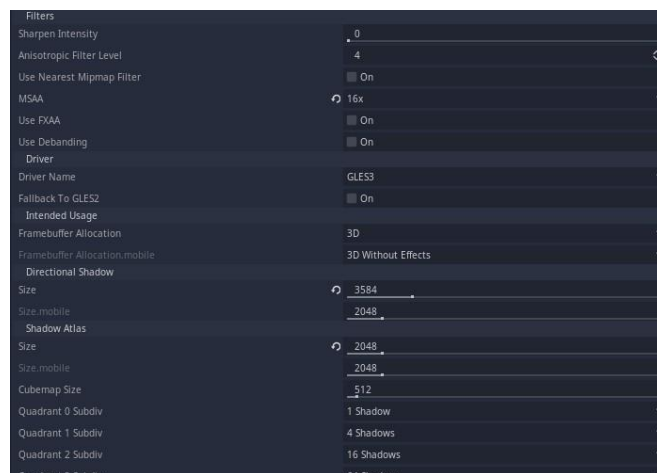 Filters
Sharpen Intensity 0
Anisotropic Filter Level 4
Use Nearest Mipmap Filter On
MSAA 16x
Use FXAA On
Use Debanding On
Driver
Driver Name GLES3
Fallback To GLES2 On
Intended Usage
Framebuffer Allocation 3D
Framebuffer Allocation.mobile 3D Without Effects
Directional Shadow
Size 3584
Size.mobile 2048
Shadow Atlas
Size 2048
Size.mobile 2048
Cubemap Size 512
Quadrant 0 Subdiv 1 Shadow
Quadrant 1 Subdiv 4 Shadows
Quadrant 2 Subdiv 16 Shadows